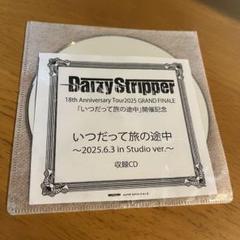 DaizyStripper
18th Anniversary Tour2025 GRAND FINALE
「いつだって旅の途中」開催記念
いつだって旅の途中
～2025.6.3 in Studio ver.～
収録CD